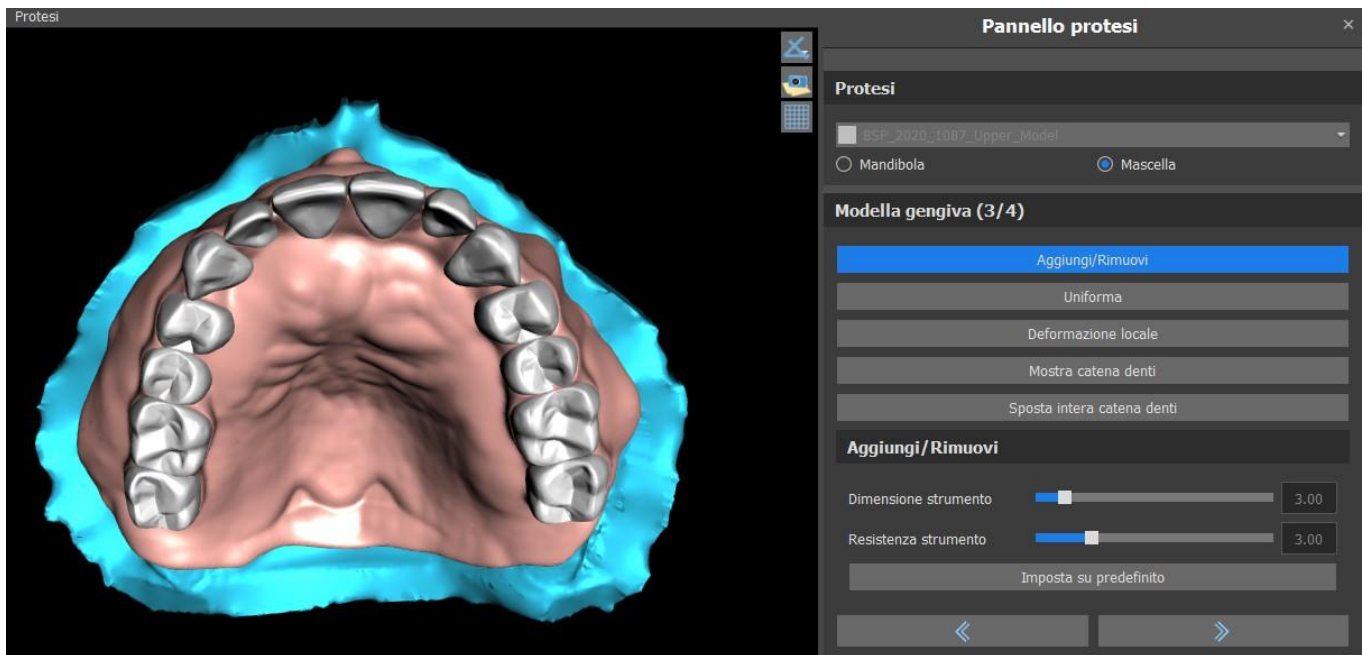 Protesi
Pannello protesi
Protesi
BSP_2020_1087_Upper_Model
Mandibola Mascella
Modella gengiva (3/4)
Aggiungi/Rimuovi
Uniforma
Deformazione locale
Mostra catena denti
Sposta intera catena denti
Aggiungi/Rimuovi
Dimensione strumento 3.00
Resistenza strumento 3.00
Imposta su predefinito